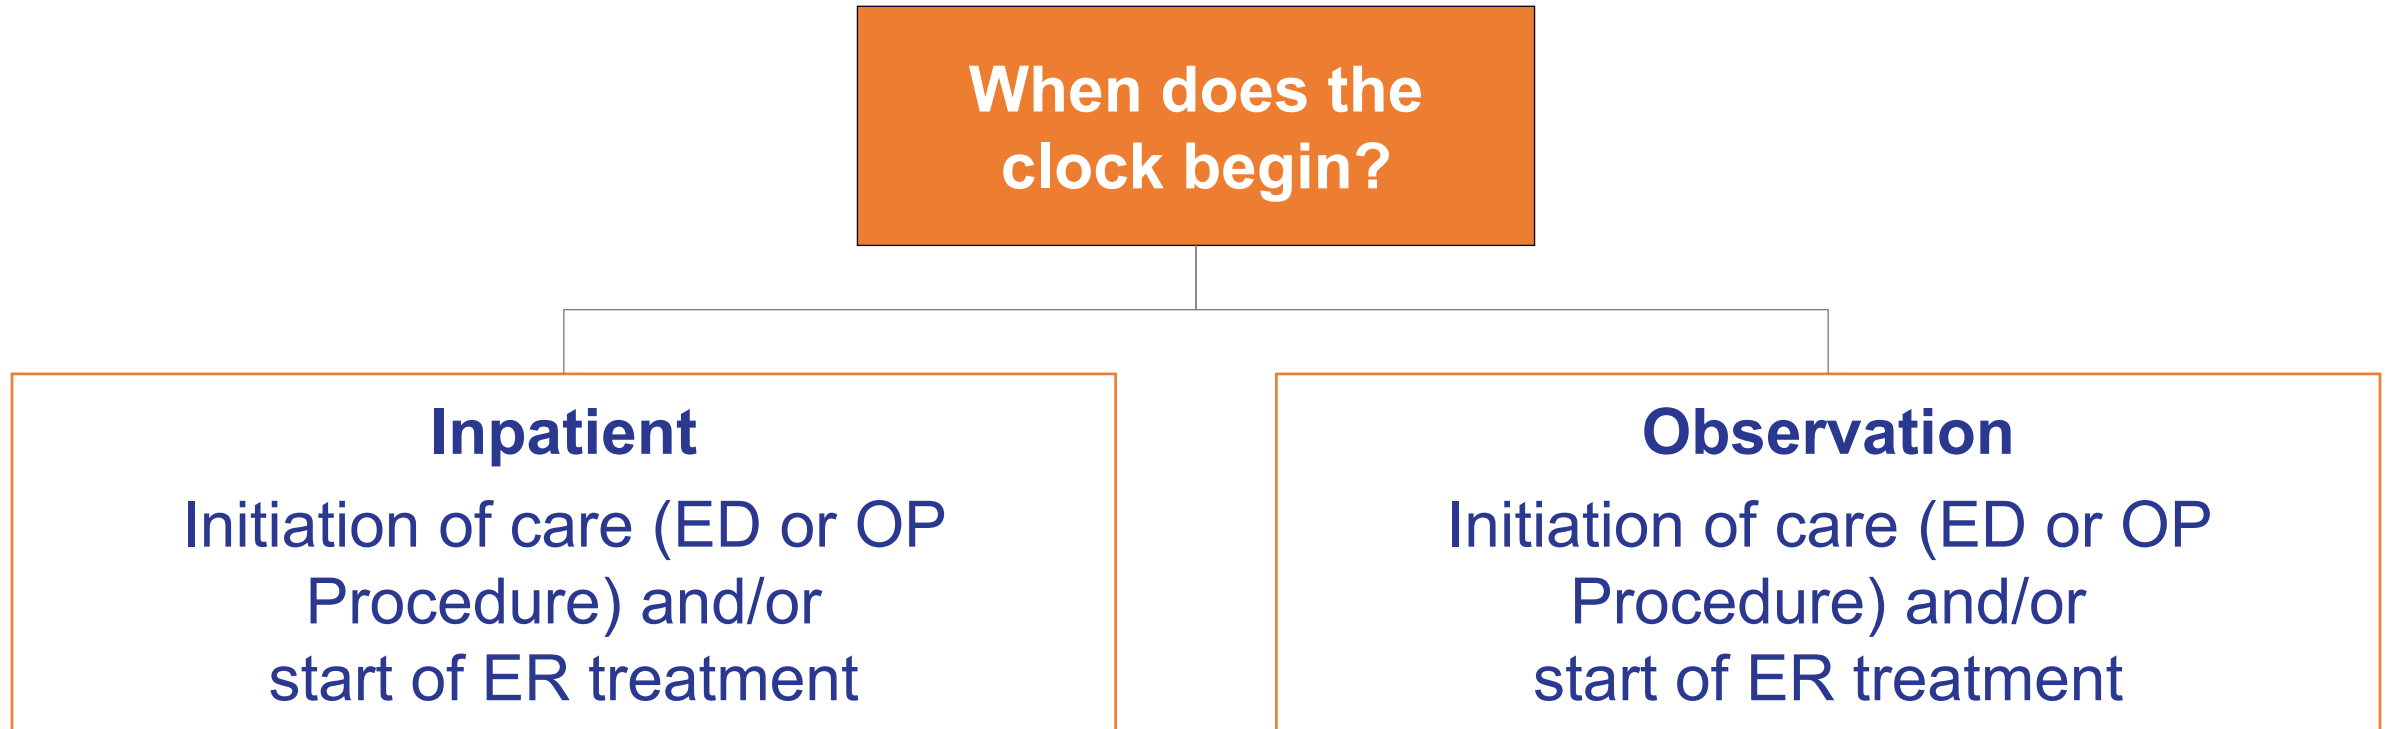 When does the
clock begin?
Inpatient
Initiation of care (ED or OP
Procedure) and/or
start of ER treatment
Observation
Initiation of care (ED or OP
Procedure) and/or
start of ER treatment